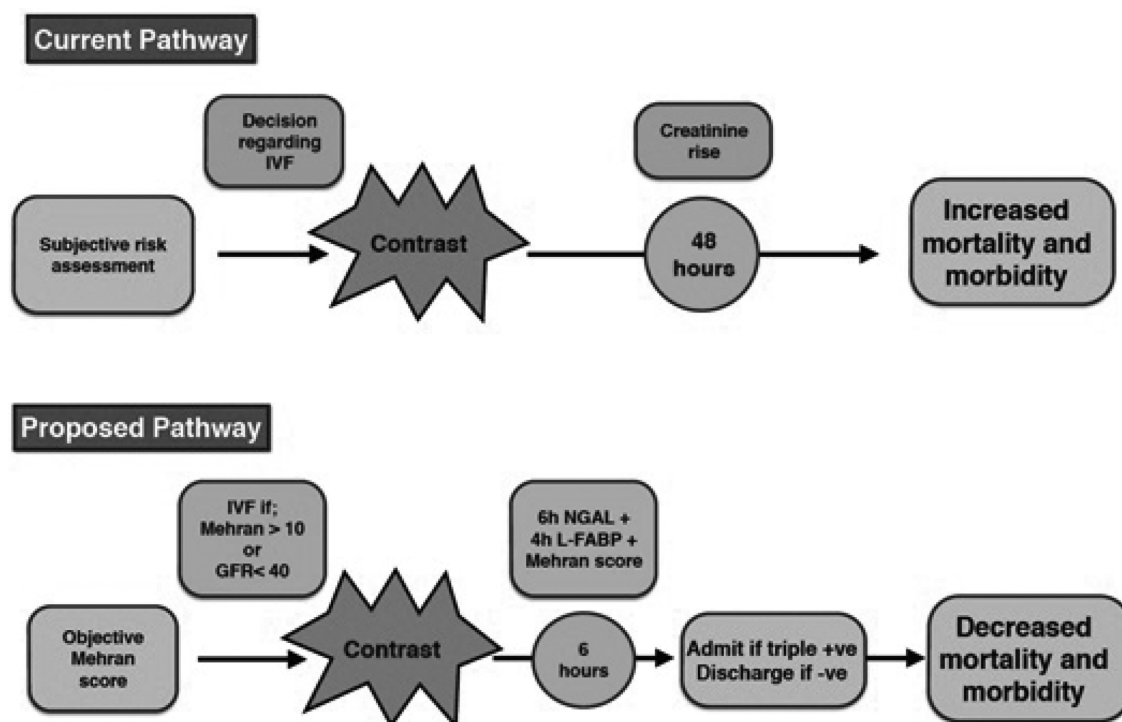 Current Pathway
Decision
regarding
IVF
Creatinine
rise
Subjective risk
assessment
Contrast
48
hours
Increased
mortality and
morbidity
Proposed Pathway
IVF if;
Mehran > 10
or
GFR< 40
6h NGAL +
4h L-FABP +
Mehran score
Objective
Mehran
score
Contrast
6
hours
Admit if triple +ve
Discharge if -ve
Decreased
mortality and
morbidity